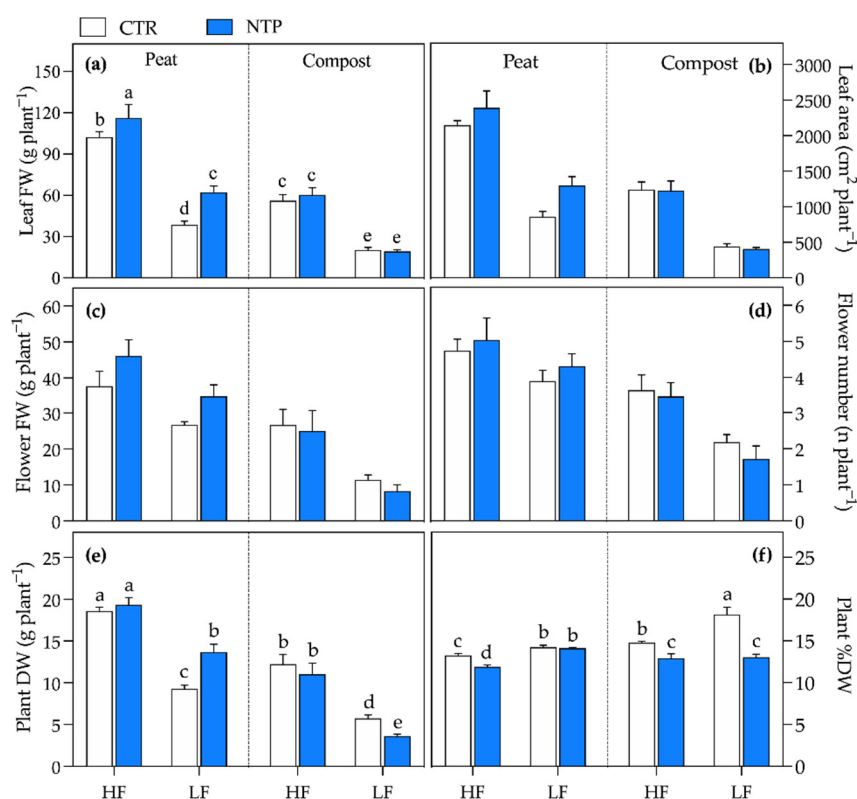 CTR NTP
(a) Peat Compost
Peat Compost (b)
Leaf FW (g plant⁻¹)
150
120
90
60
30
0
b a d c c c e e
Leaf area (cm² plant⁻¹)
3000
2500
2000
1500
1000
500
0
(c)
Flower FW (g plant⁻¹)
60
50
40
30
20
10
0
(d)
Flower number (n plant⁻¹)
6
5
4
3
2
1
0
(e)
Plant DW (g plant⁻¹)
25
20
15
10
5
0
a a c b b b d e
HF LF HF LF
(f)
Plant %DW
25
20
15
10
5
0
c d b b b c a c
HF LF HF LF